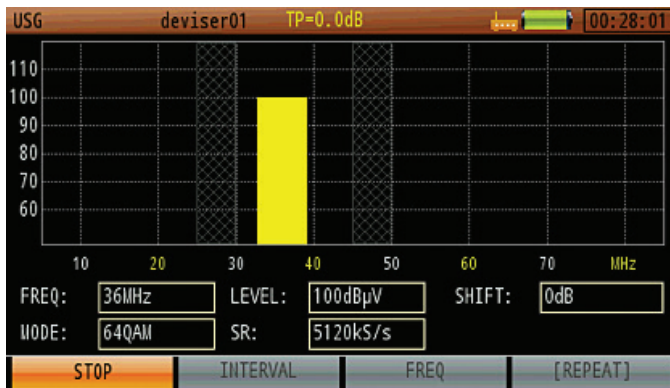 USG deviser01 TP=0.0dB 00:28:01
110
100
90
80
70
60
10 20 30 40 50 60 70 MHz
FREQ: 36MHz LEVEL: 100dBµV SHIFT: 0dB
MODE: 64QAM SR: 5120kS/s
STOP INTERVAL FREQ [REPEAT]